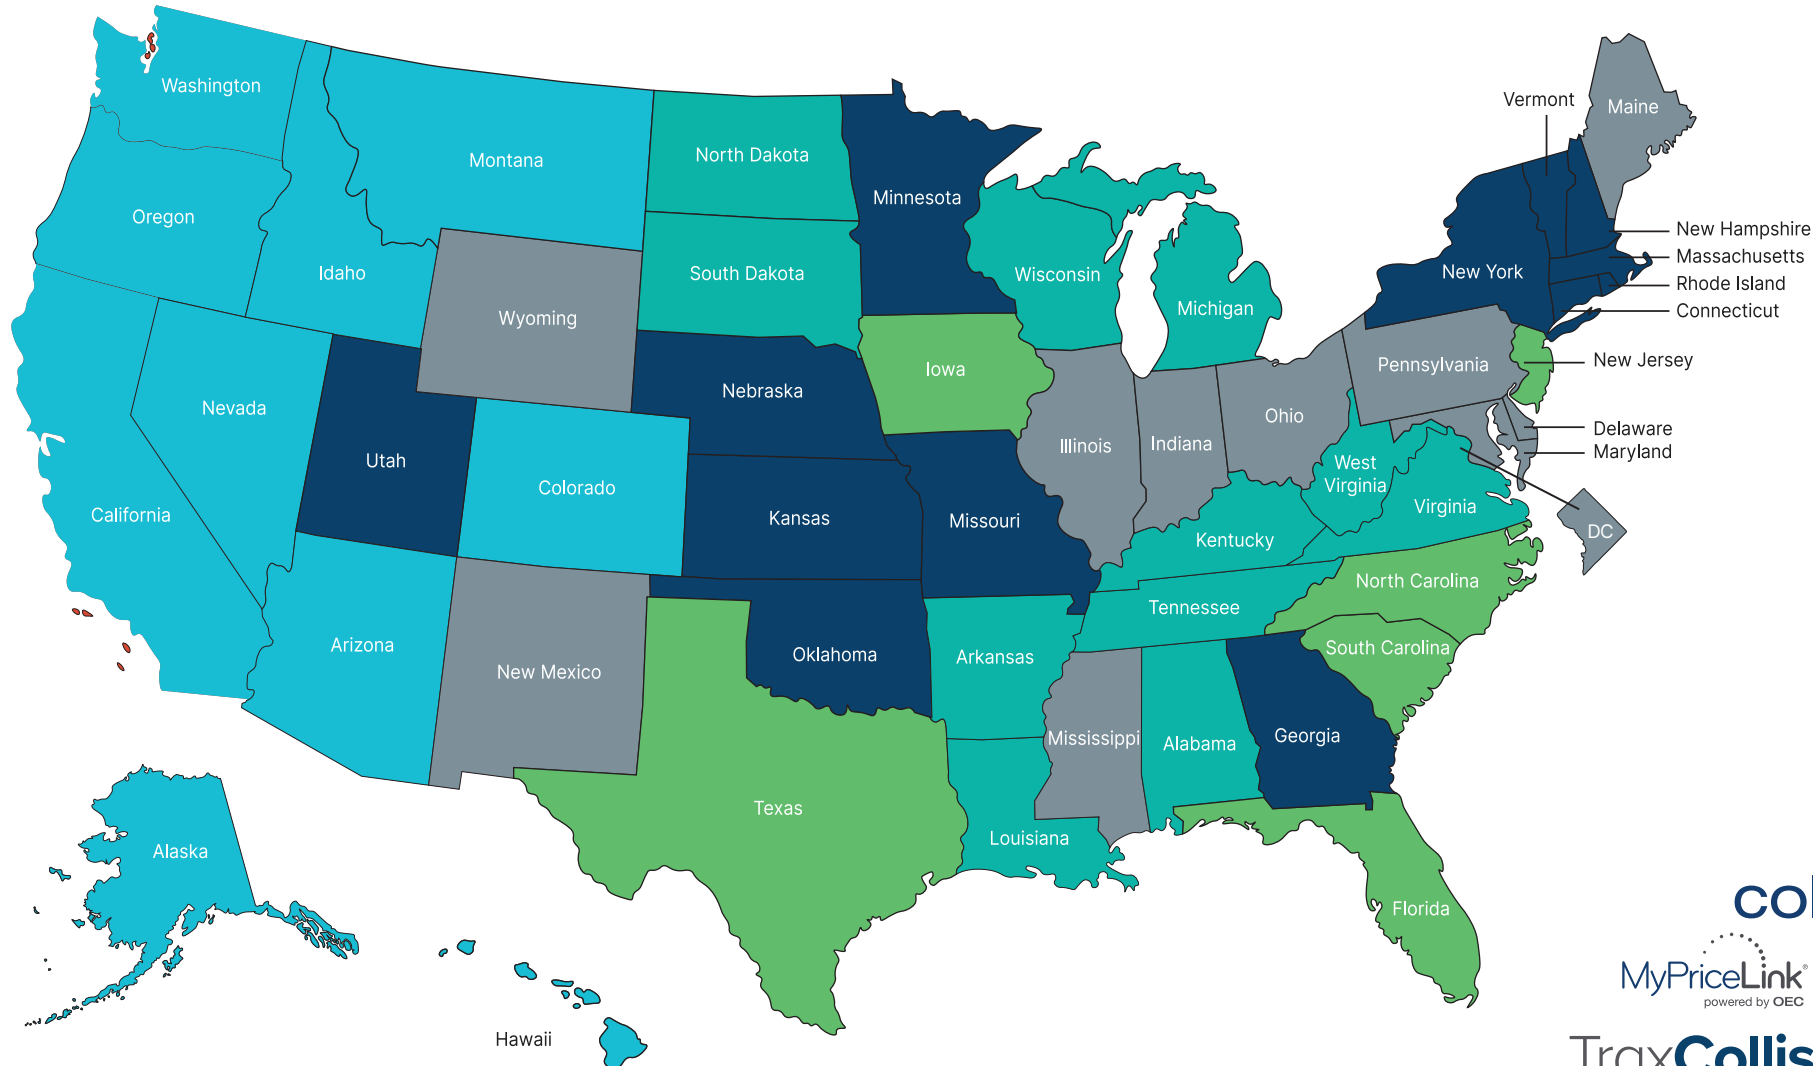 Washington
Vermont
Maine
North Dakota
Montana
Minnesota
Oregon
New Hampshire
Massachusetts
Idaho
South Dakota
Wisconsin
New York
Rhode Island
Connecticut
Wyoming
Michigan
New Jersey
Pennsylvania
Iowa
Nebraska
Nevada
Ohio
Delaware
Maryland
Utah
Illinois
Indiana
West
Virginia
Colorado
Virginia
California
Kansas
Missouri
DC
Kentucky
North Carolina
Tennessee
Arizona
South Carolina
Oklahoma
Arkansas
New Mexico
Georgia
Mississippi
Alabama
Texas
Louisiana
Alaska
Florida
col
MyPriceLink®
powered by OEC
Hawaii
TraxCollis